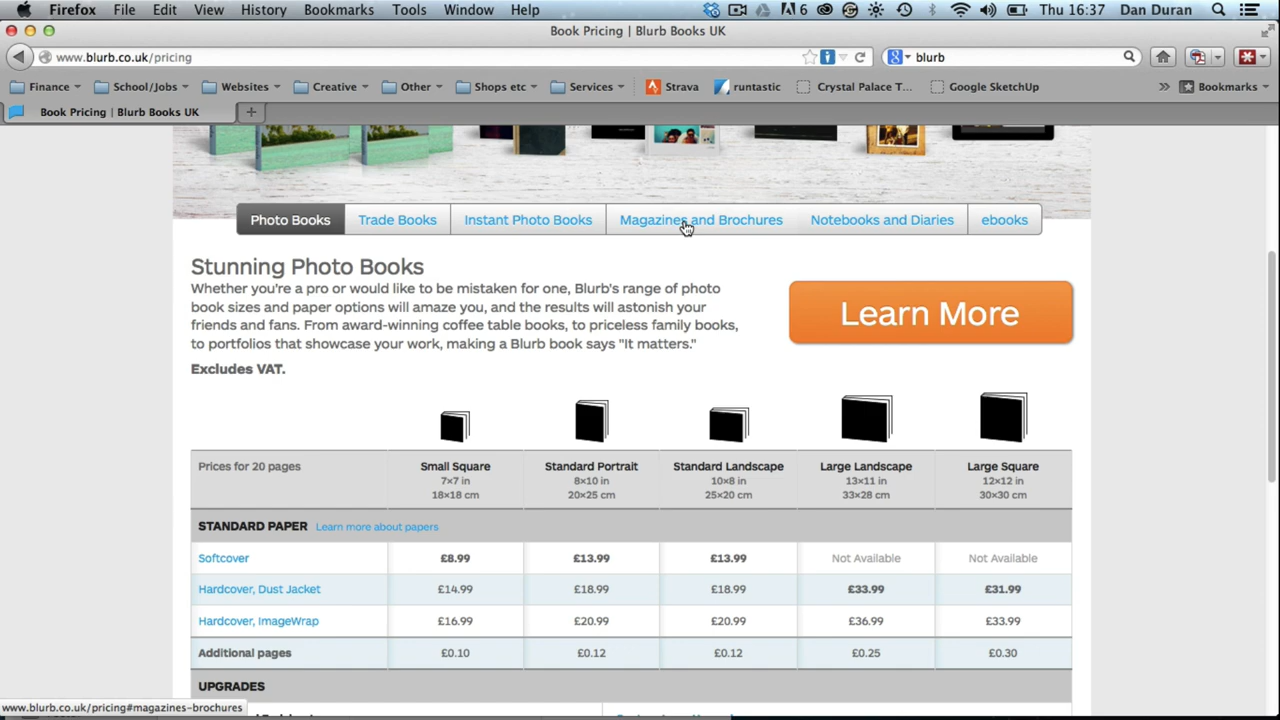 Firefox File Edit View History Bookmarks Tools Window Help 6 Thu 16:37 Dan Duran
Book Pricing | Blurb Books UK
www.blurb.co.uk/pricing blurb
Finance School/Jobs Websites Creative Other Shops etc Services Strava runtastic Crystal Palace T... Google SketchUp Bookmarks
Book Pricing | Blurb Books UK
Photo Books Trade Books Instant Photo Books Magazines and Brochures Notebooks and Diaries ebooks
Stunning Photo Books
Whether you're a pro or would like to be mistaken for one, Blurb's range of photo
book sizes and paper options will amaze you, and the results will astonish your
friends and fans. From award-winning coffee table books, to priceless family books,
to portfolios that showcase your work, making a Blurb book says "It matters."
Learn More
Excludes VAT.
Prices for 20 pages Small Square Standard Portrait Standard Landscape Large Landscape Large Square
7×7 in 8×10 in 10×8 in 13×11 in 12×12 in
18×18 cm 20×25 cm 25×20 cm 33×28 cm 30×30 cm
STANDARD PAPER Learn more about papers
Softcover £8.99 £13.99 £13.99 Not Available Not Available
Hardcover, Dust Jacket £14.99 £18.99 £18.99 £33.99 £31.99
Hardcover, ImageWrap £16.99 £20.99 £20.99 £36.99 £33.99
Additional pages £0.10 £0.12 £0.12 £0.25 £0.30
UPGRADES
www.blurb.co.uk/pricing#magazines-brochures